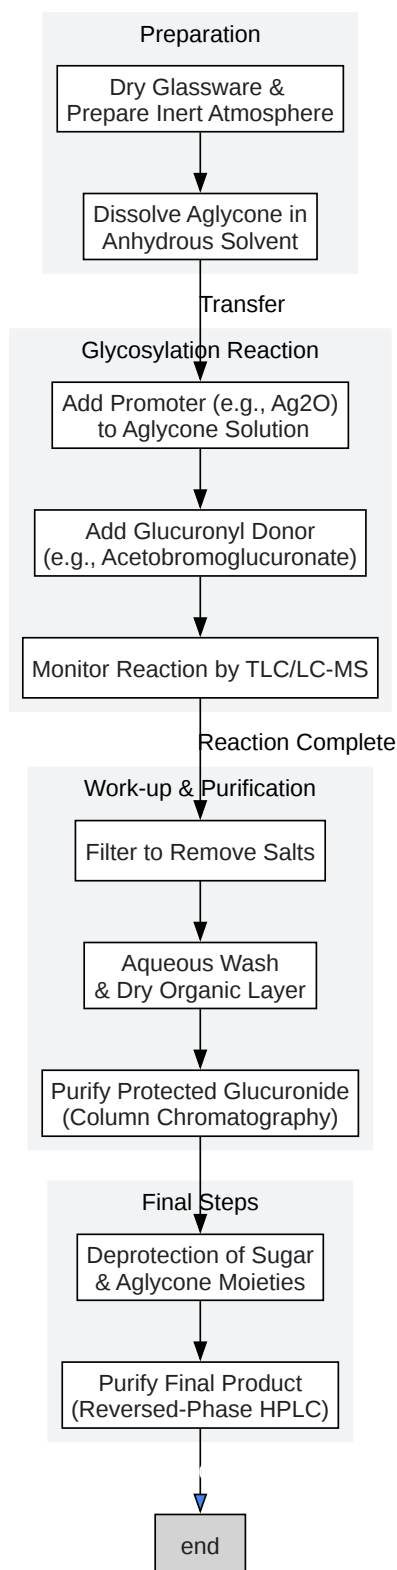 Preparation
Dry Glassware &
Prepare Inert Atmosphere
Dissolve Aglycone in
Anhydrous Solvent
Transfer
Glycosylation Reaction
Add Promoter (e.g., Ag2O)
to Aglycone Solution
Add Glucuronyl Donor
(e.g., Acetobromoglucuronate)
Monitor Reaction by TLC/LC-MS
Reaction Complete
Work-up & Purification
Filter to Remove Salts
Aqueous Wash
& Dry Organic Layer
Purify Protected Glucuronide
(Column Chromatography)
Final Steps
Deprotection of Sugar
& Aglycone Moieties
Purify Final Product
(Reversed-Phase HPLC)
end